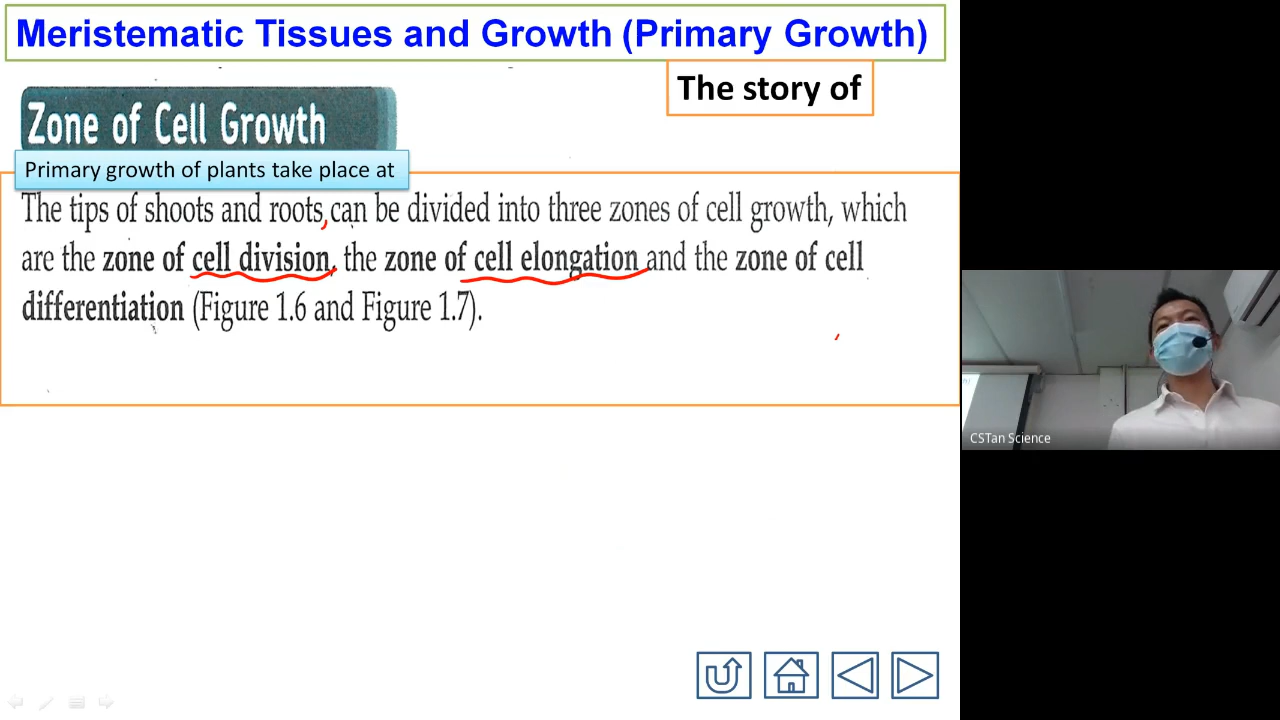 Meristematic Tissues and Growth (Primary Growth)
The story of
Zone of Cell Growth
Primary growth of plants take place at
The tips of shoots and roots, can be divided into three zones of cell growth, which
are the zone of cell division, the zone of cell elongation and the zone of cell
differentiation (Figure 1.6 and Figure 1.7).
CSTan Science